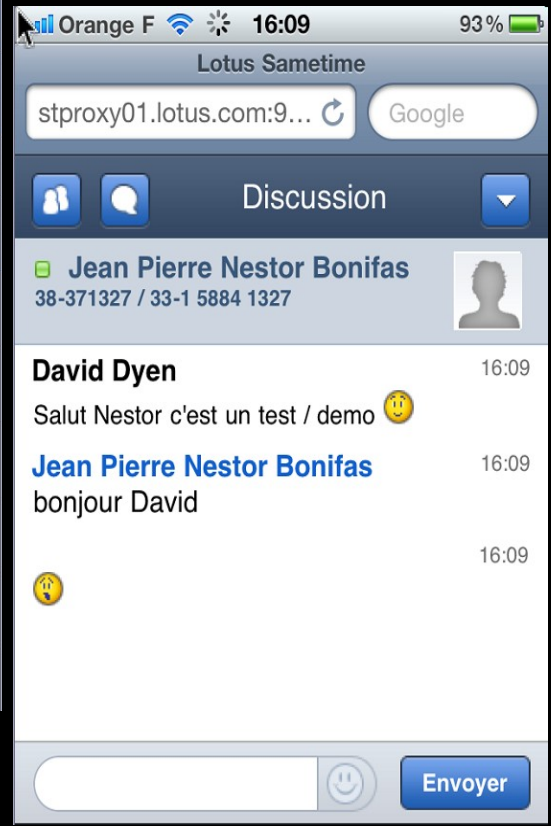 Orange F 16:09 93 %
Lotus Sametime
stproxy01.lotus.com:9... Google
Discussion
Jean Pierre Nestor Bonifas
38-371327 / 33-1 5884 1327
David Dyen 16:09
Salut Nestor c'est un test / demo
Jean Pierre Nestor Bonifas 16:09
bonjour David
16:09
Envoyer